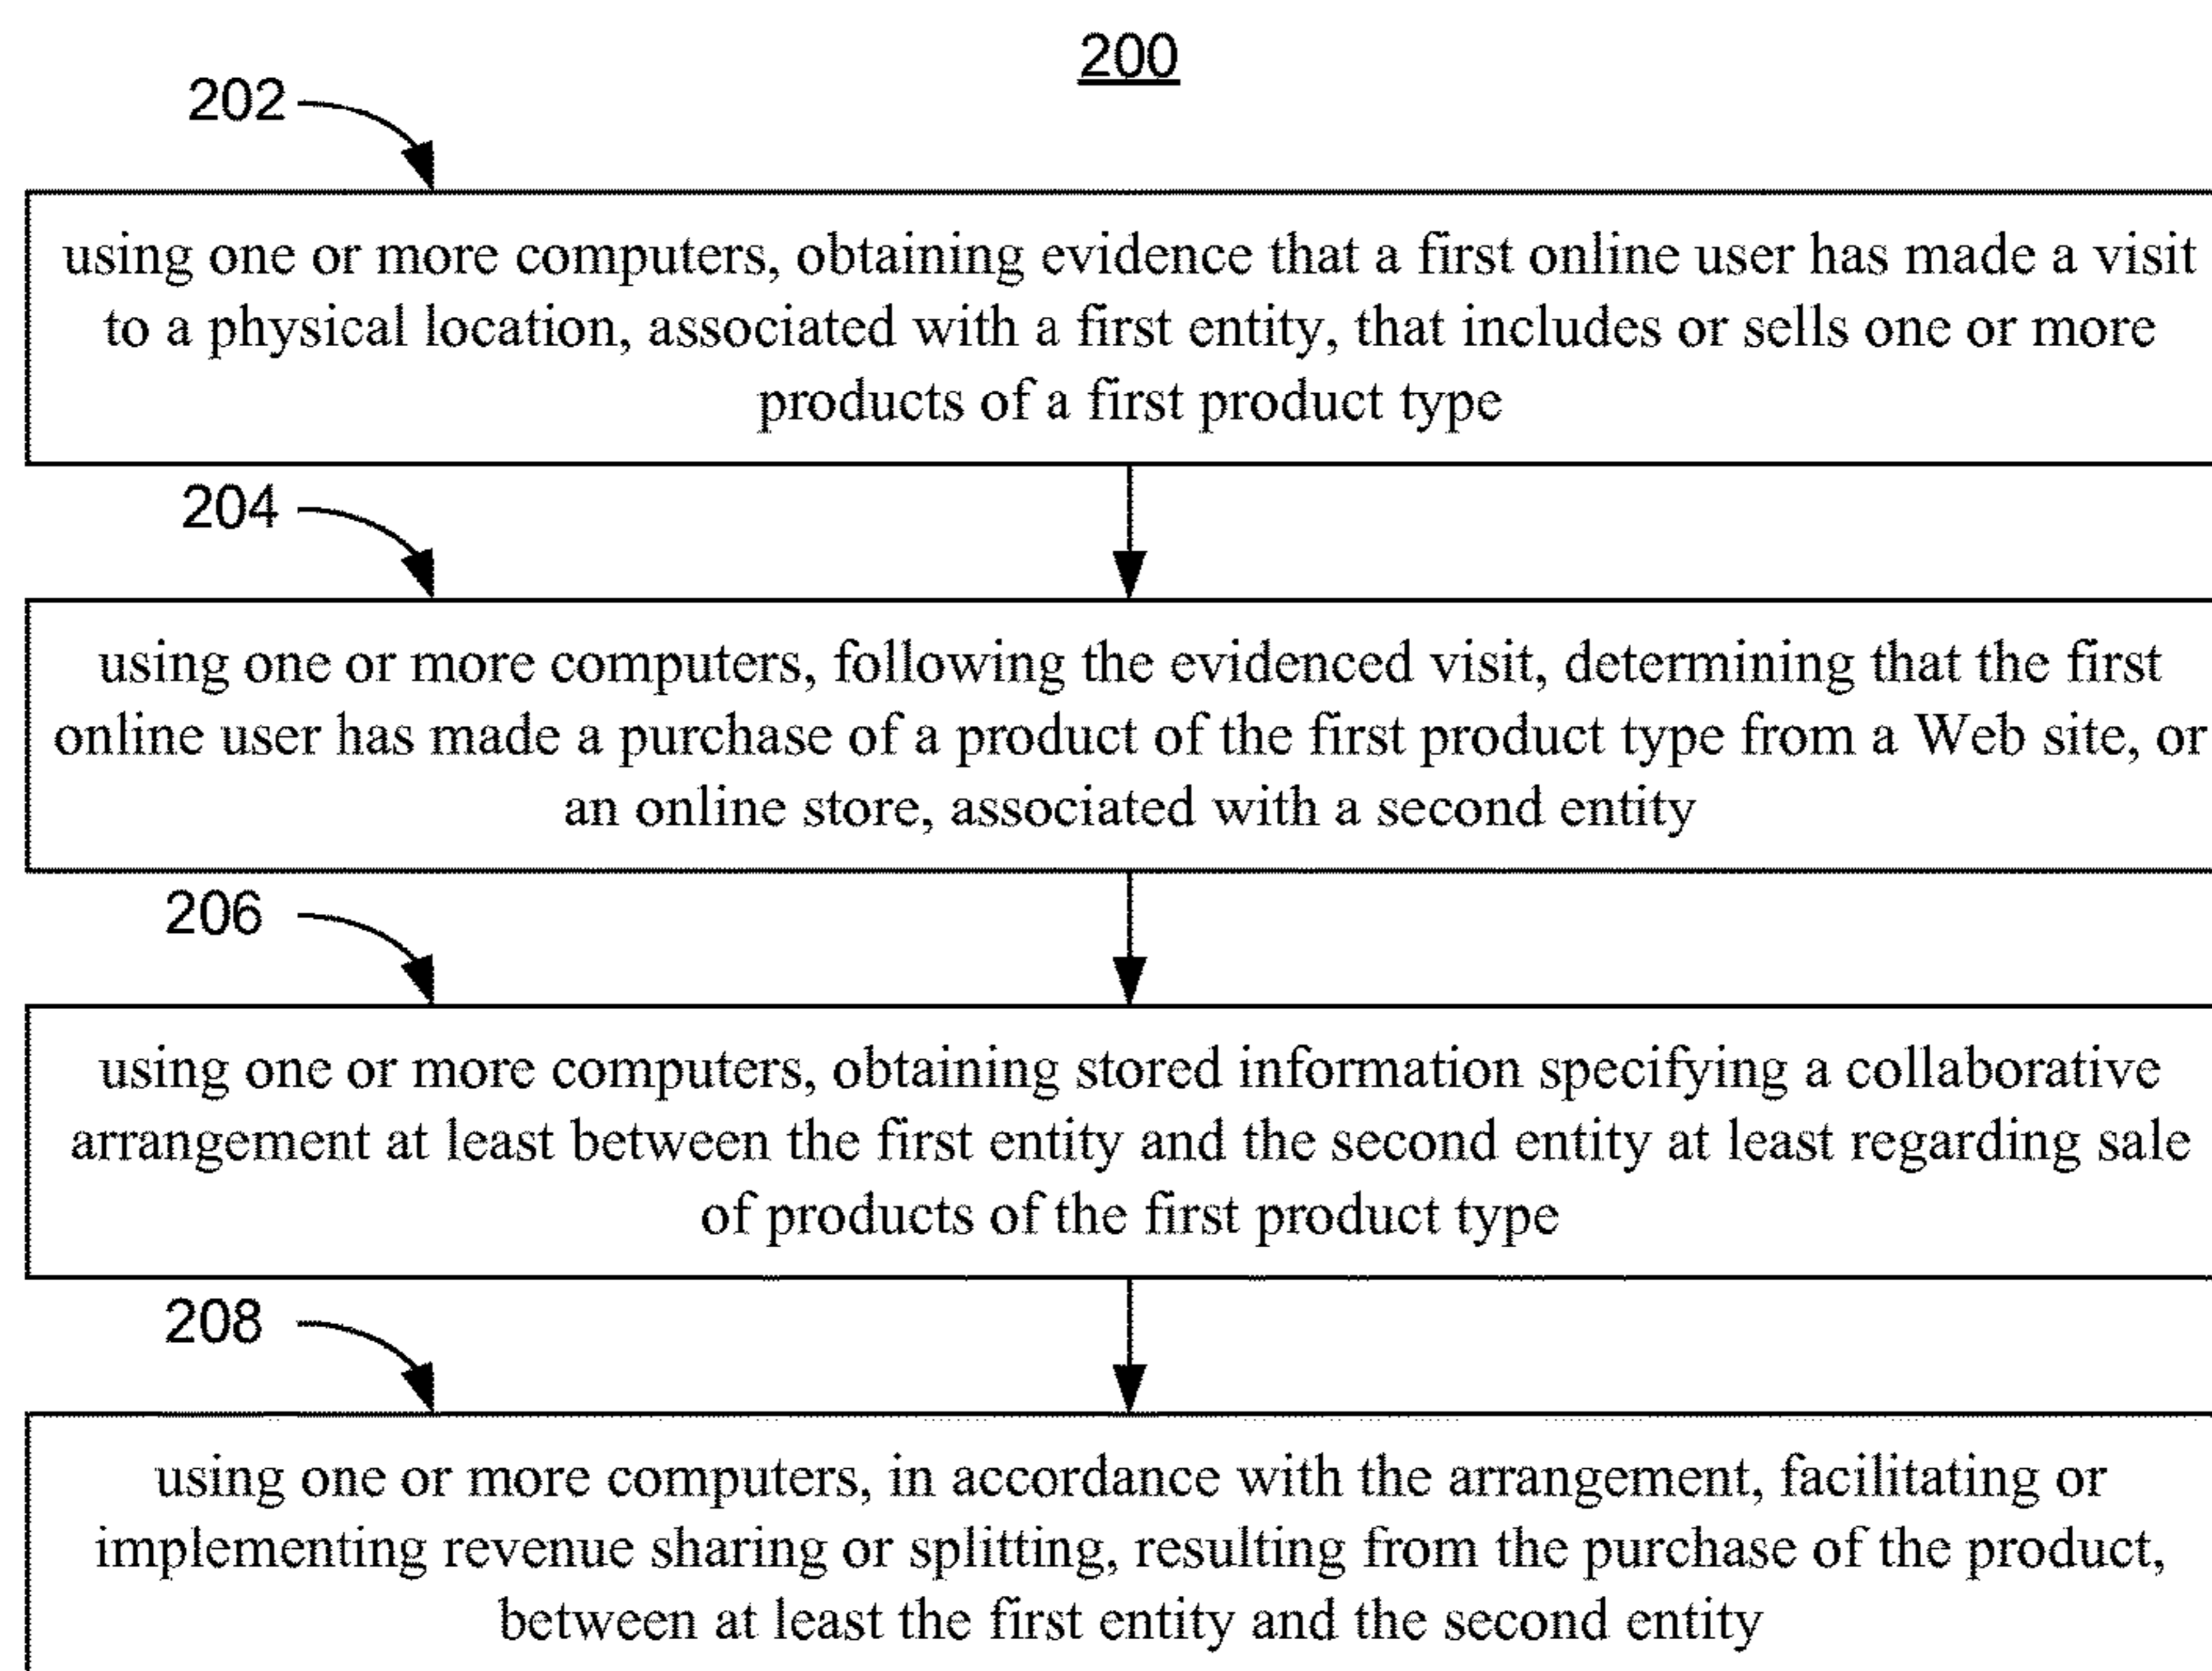 200
202
using one or more computers, obtaining evidence that a first online user has made a visit
to a physical location, associated with a first entity, that includes or sells one or more
products of a first product type
204
using one or more computers, following the evidenced visit, determining that the first
online user has made a purchase of a product of the first product type from a Web site, or
an online store, associated with a second entity
206
using one or more computers, obtaining stored information specifying a collaborative
arrangement at least between the first entity and the second entity at least regarding sale
of products of the first product type
208
using one or more computers, in accordance with the arrangement, facilitating or
implementing revenue sharing or splitting, resulting from the purchase of the product,
between at least the first entity and the second entity